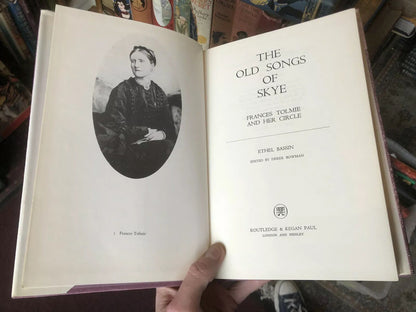 1 Frances Tolmie
THE
OLD SONGS
OF
SKYE
FRANCES TOLMIE
AND HER CIRCLE
ETHEL BASSIN
EDITED BY DEREK BOWMAN
ROUTLEDGE & KEGAN PAUL
LONDON AND HENLEY